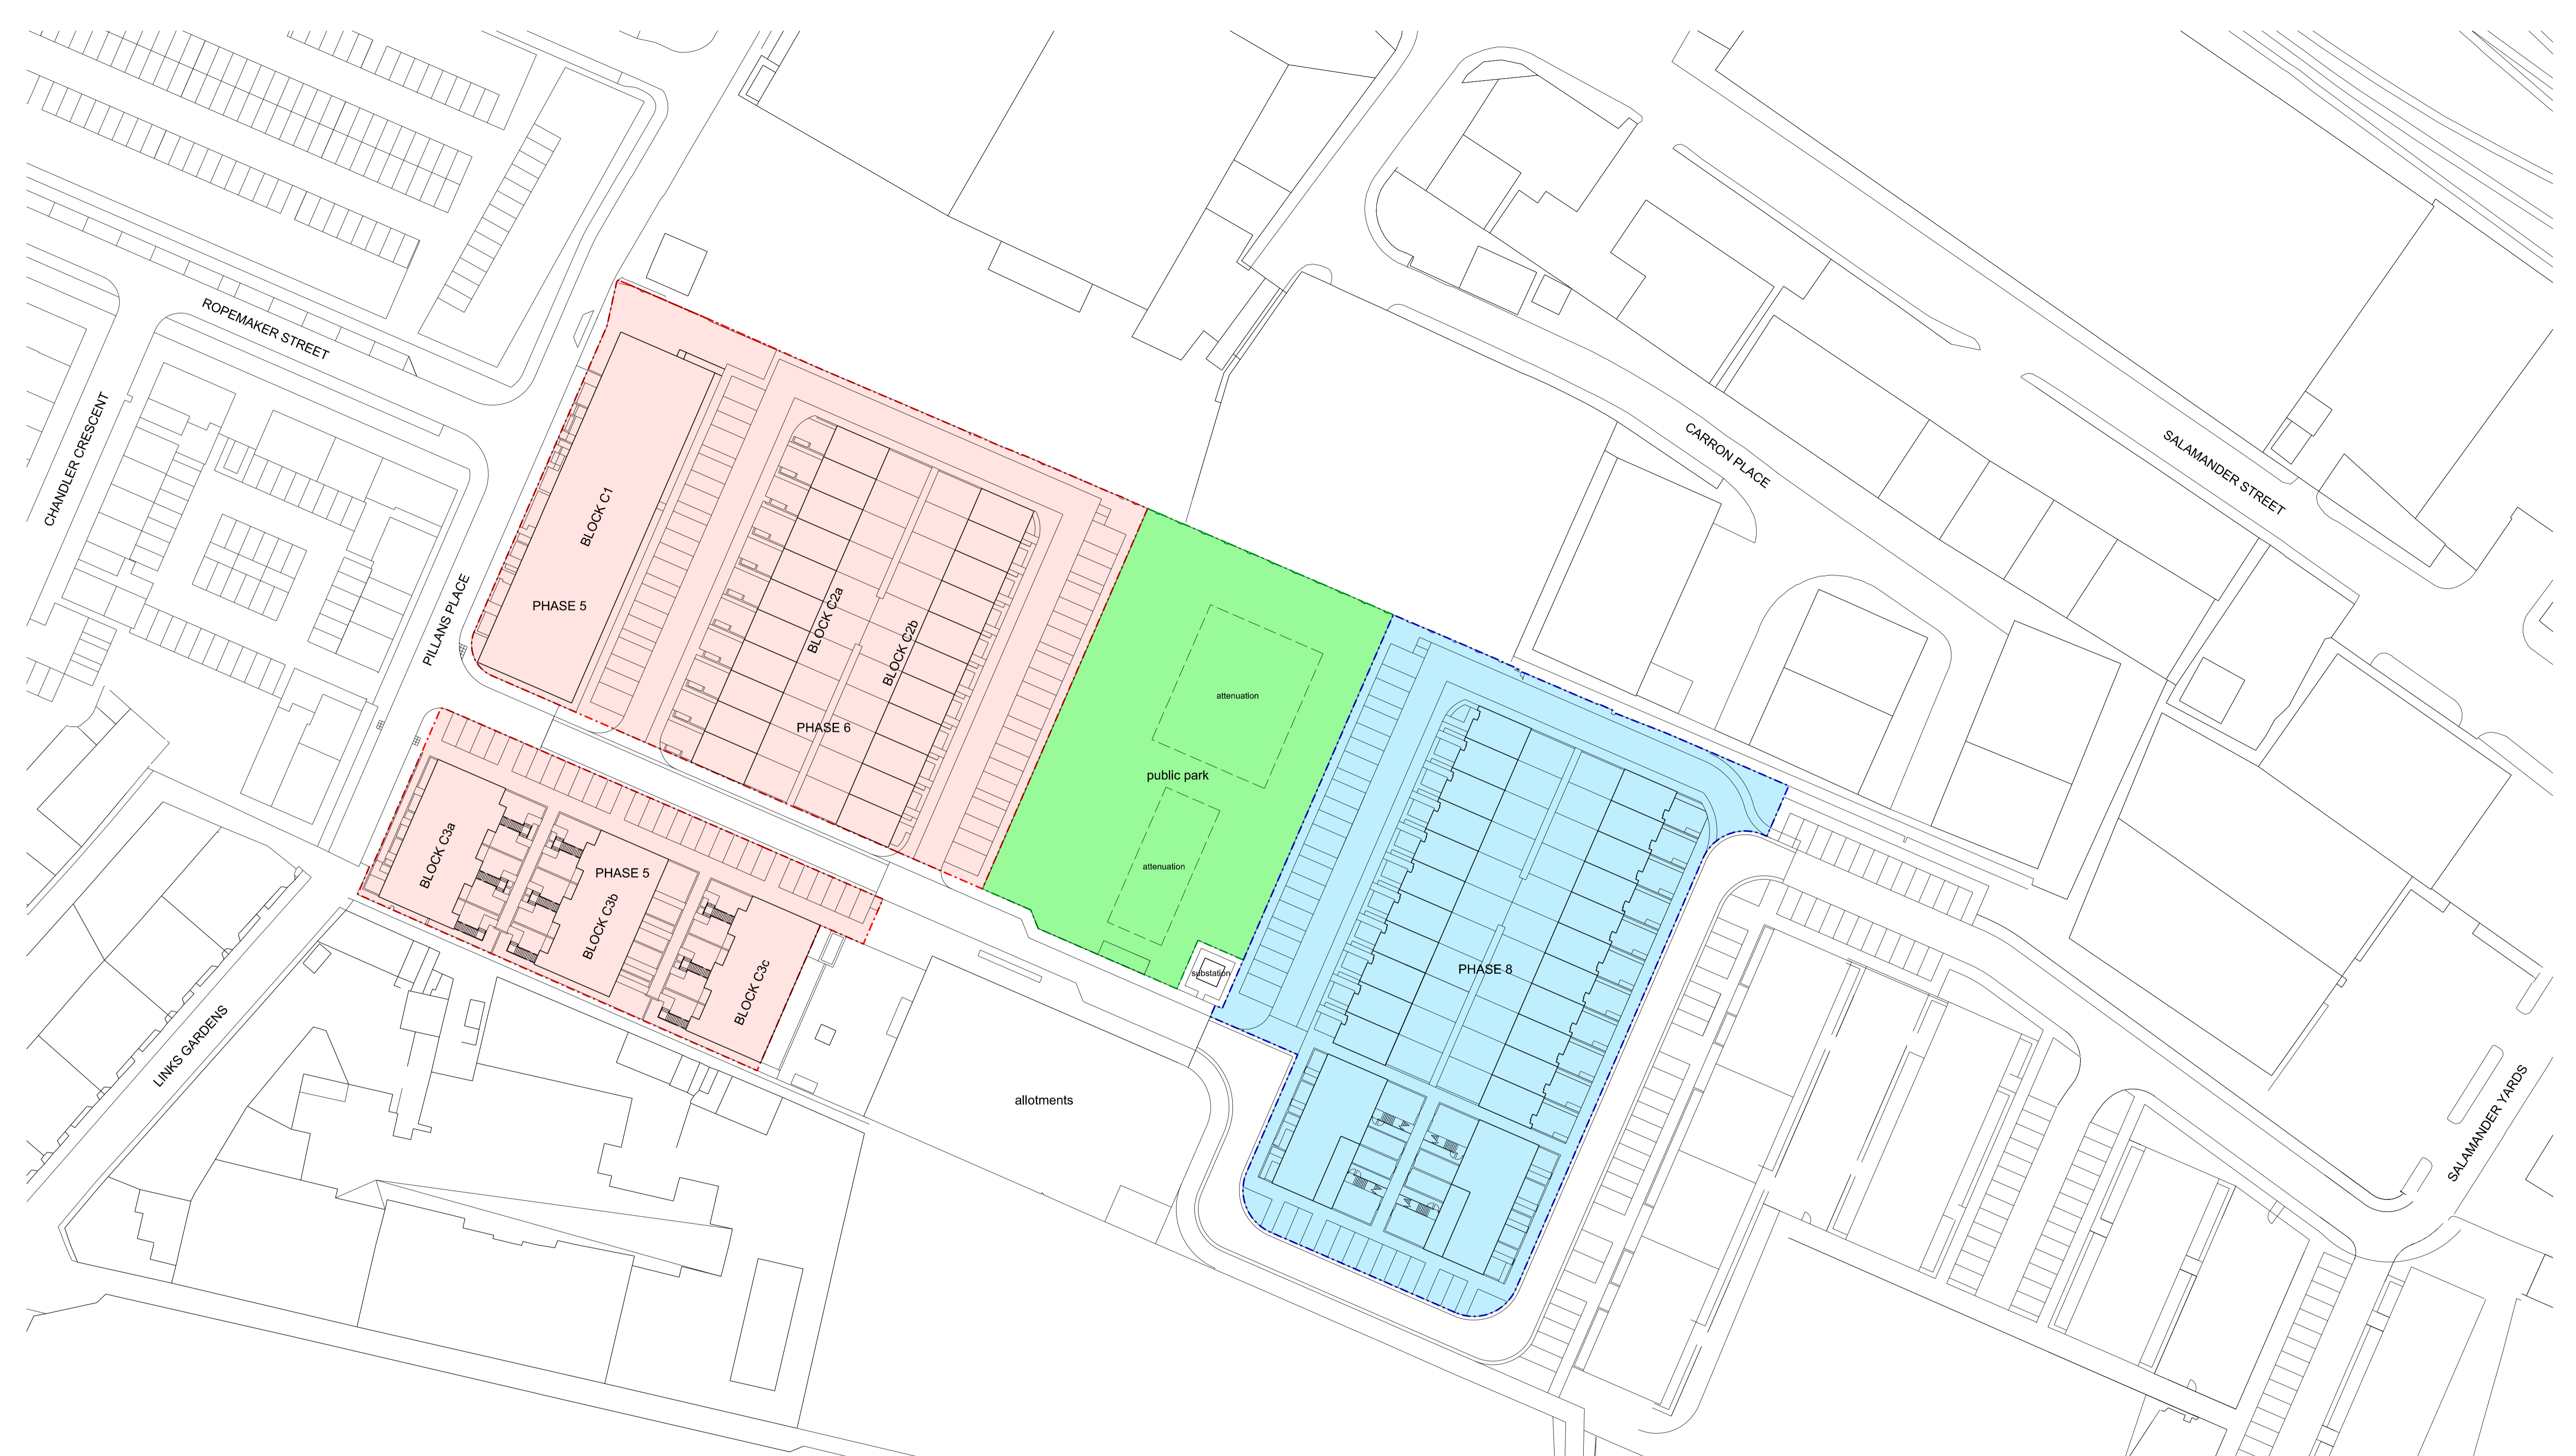 ROPEMAKER STREET
CHANDLER CRESCENT
PILLANS PLACE
LINKS GARDENS
CARRON PLACE
SALAMANDER STREET
SALAMANDER YARDS
BLOCK C1
PHASE 5
BLOCK C2a
BLOCK C2b
PHASE 6
BLOCK C3a
PHASE 5
BLOCK C3b
BLOCK C3c
attenuation
public park
attenuation
substation
PHASE 8
allotments